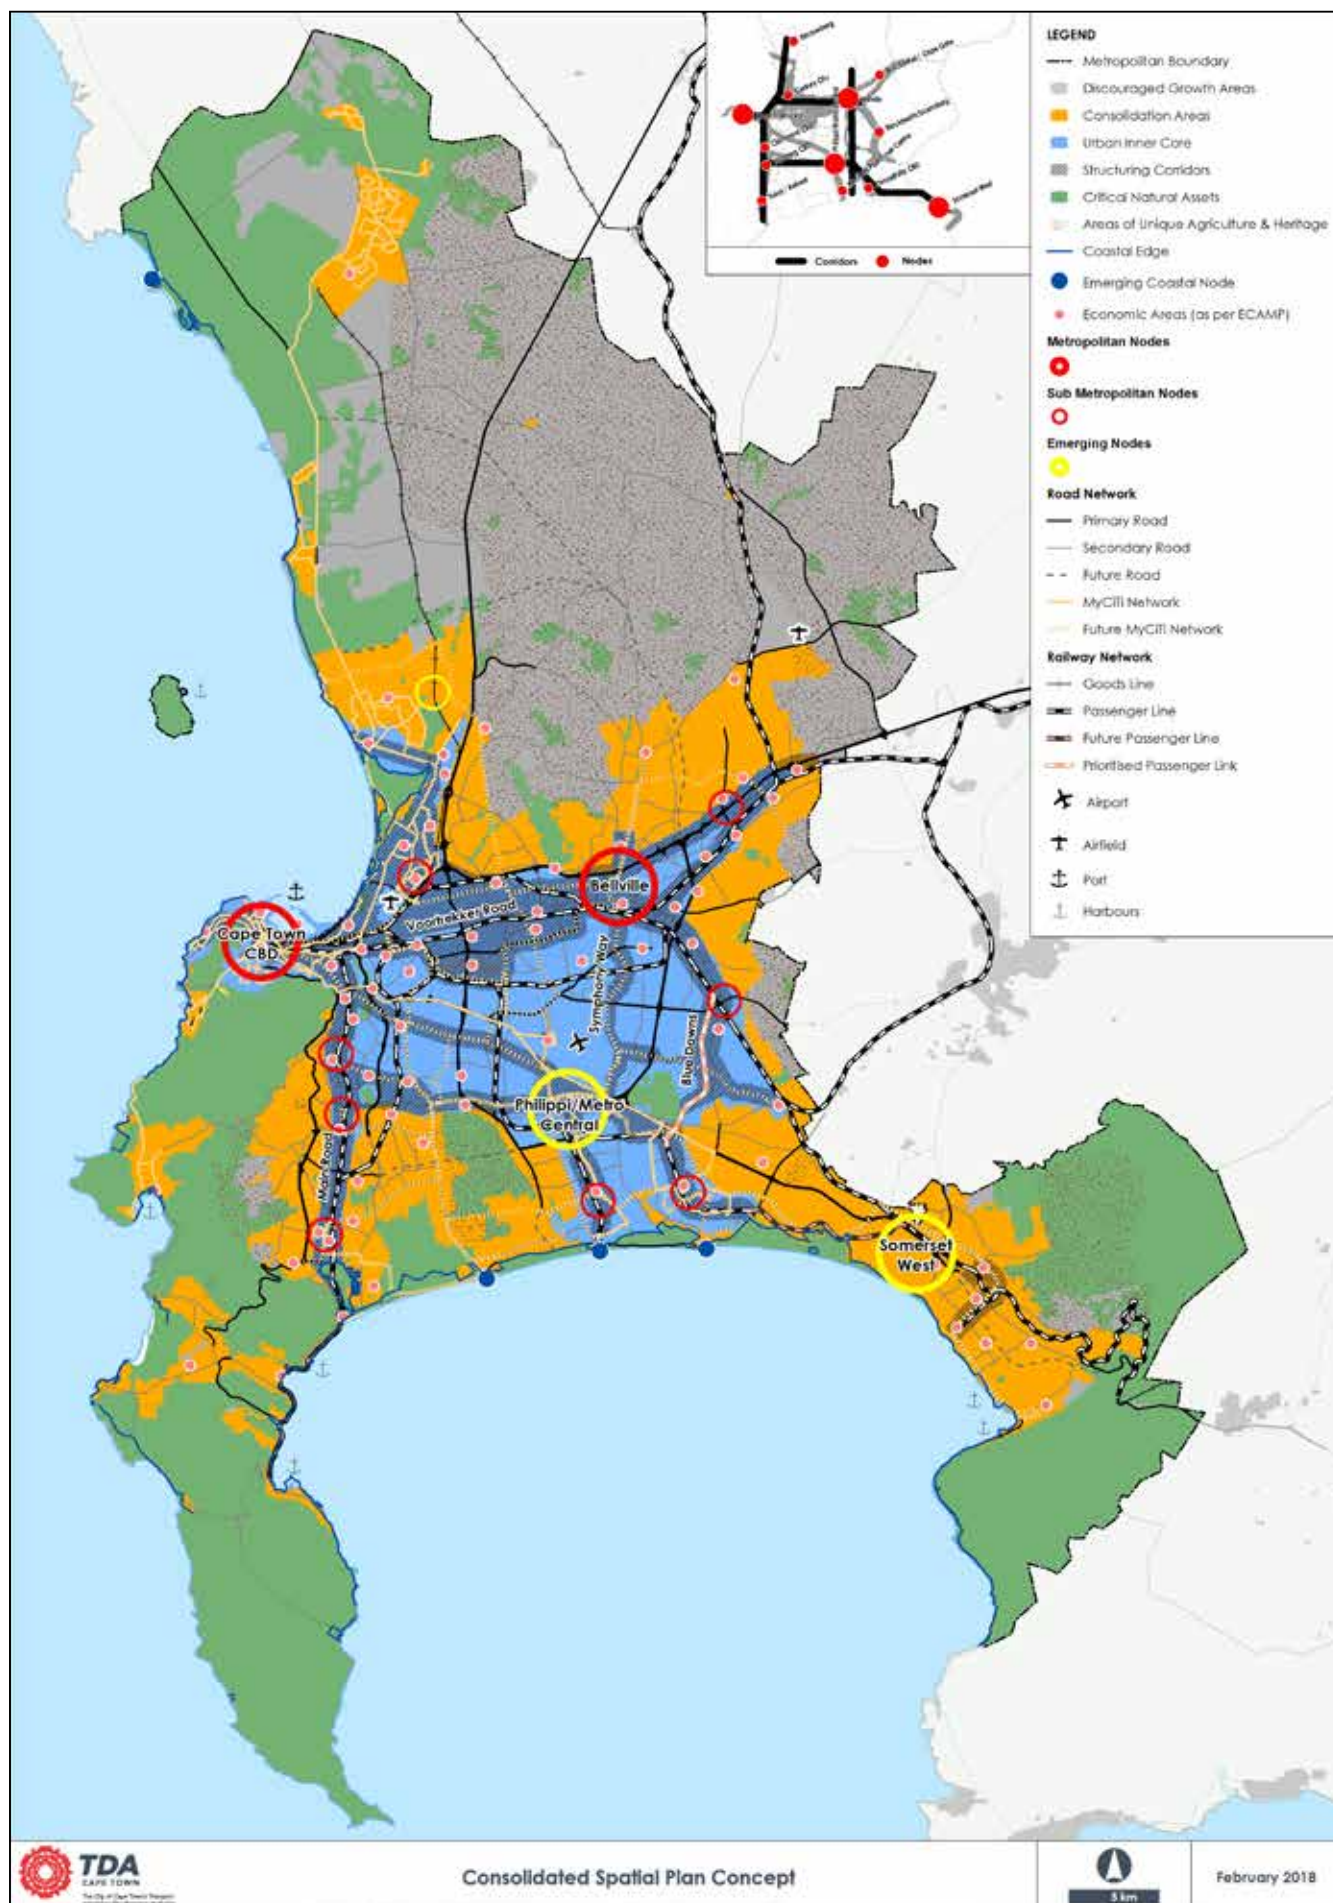 LEGEND
Metropolitan Boundary
Discouraged Growth Areas
Consolidation Areas
Urban Inner Core
Structuring Corridors
Critical Natural Assets
Areas of Unique Agriculture & Heritage
Coastal Edge
Emerging Coastal Node
Economic Areas (as per ECAMP)
Metropolitan Nodes
Sub Metropolitan Nodes
Emerging Nodes
Road Network
Primary Road
Secondary Road
Future Road
MyCiTi Network
Future MyCiTi Network
Railway Network
Goods Line
Passenger Line
Future Passenger Line
Prioritised Passenger Link
Airport
Airfield
Port
Harbours
Corridors
Nodes
Bellville
Voortrekker Road
Cape Town
CBD
Symphony Way
Blue Downs
Philippi/Metro
Central
Main Road
Somerset
West
TDA
CAPE TOWN
Consolidated Spatial Plan Concept
5 km
February 2018